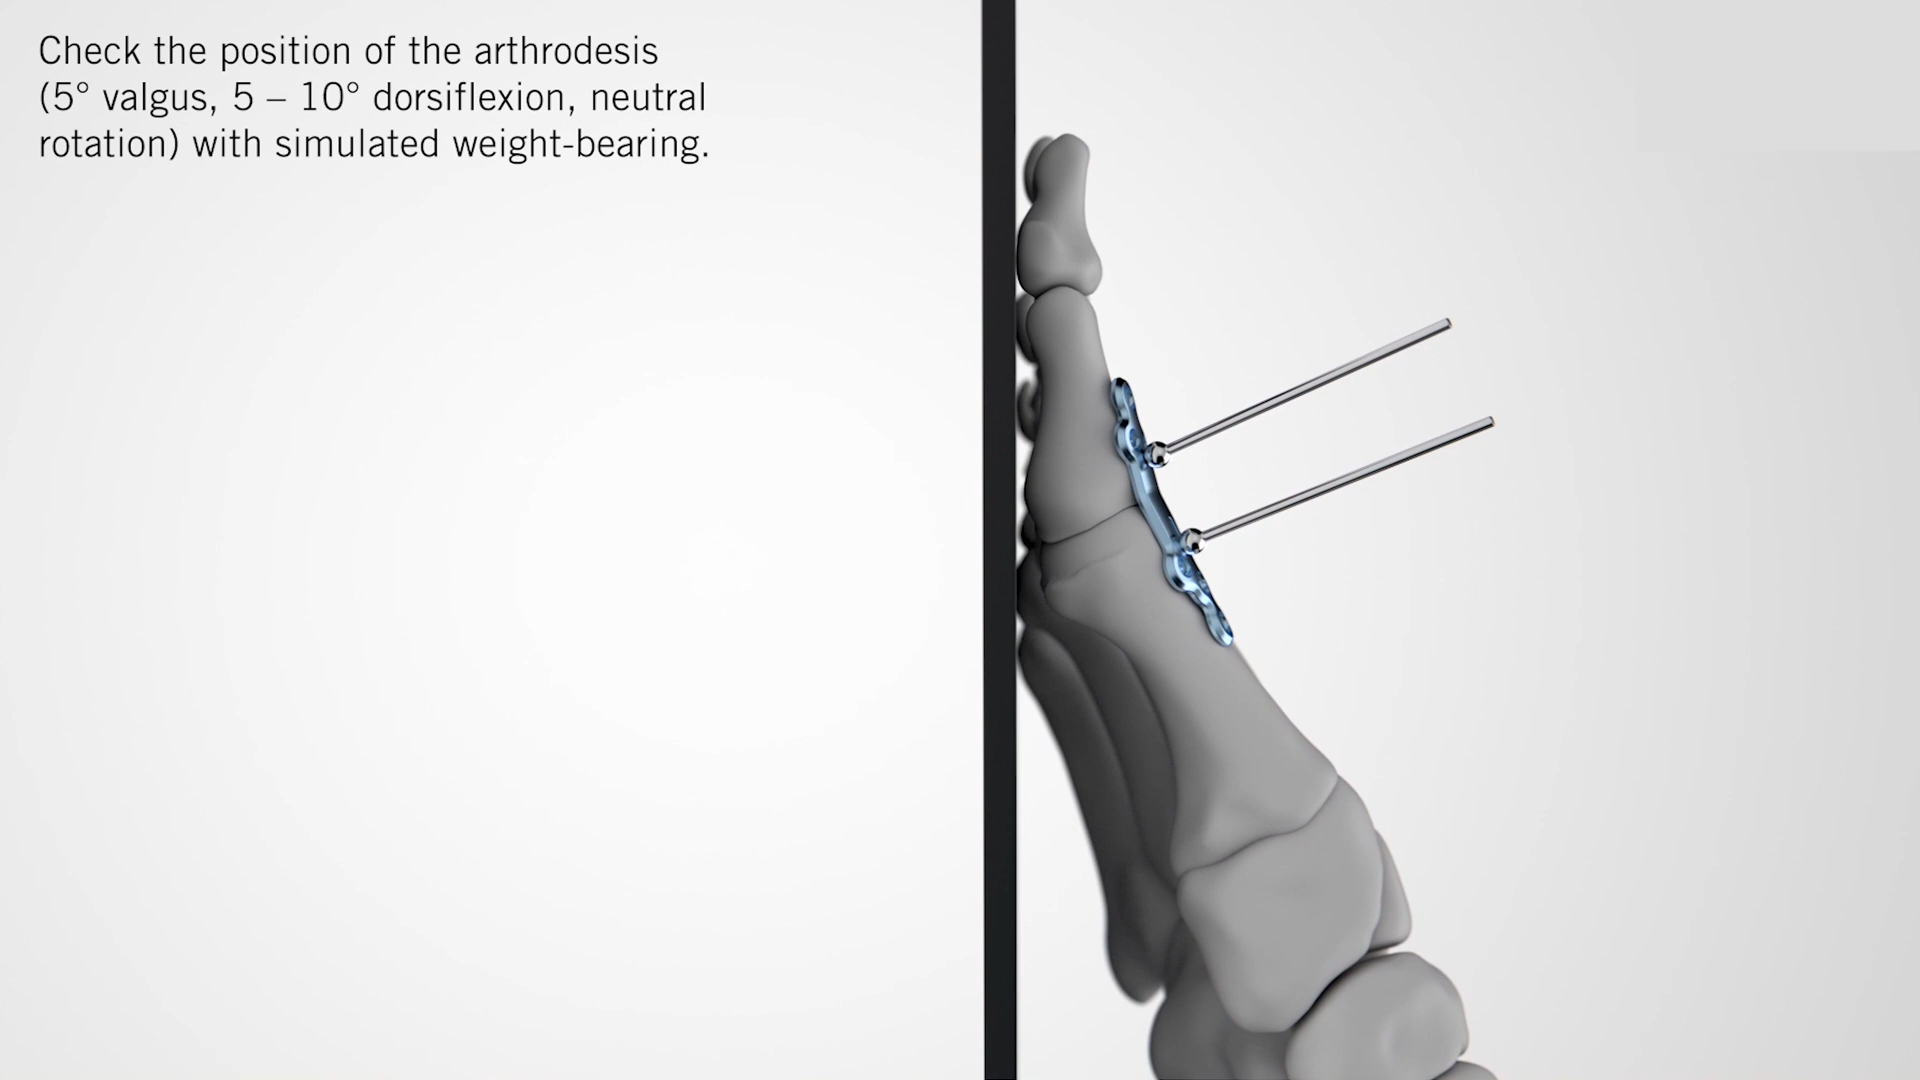 Check the position of the arthrodesis
(5° valgus, 5 – 10° dorsiflexion, neutral
rotation) with simulated weight-bearing.